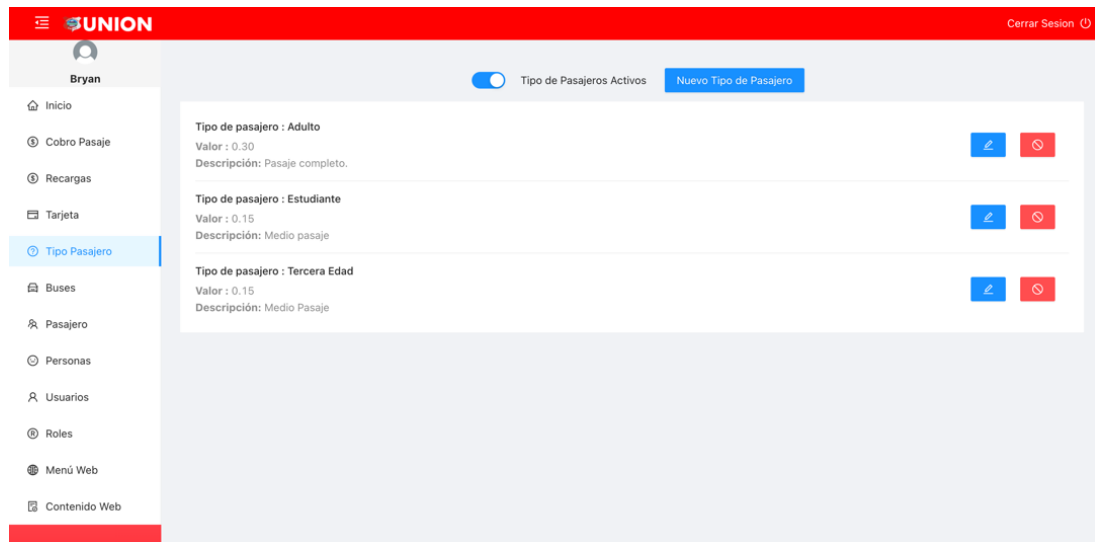 UNION
Cerrar Sesion
Bryan
Inicio
Cobro Pasaje
Recargas
Tarjeta
Tipo Pasajero
Buses
Pasajero
Personas
Usuarios
Roles
Menú Web
Contenido Web
Tipo de Pasajeros Activos
Nuevo Tipo de Pasajero
Tipo de pasajero : Adulto
Valor : 0.30
Descripción: Pasaje completo.
Tipo de pasajero : Estudiante
Valor : 0.15
Descripción: Medio pasaje
Tipo de pasajero : Tercera Edad
Valor : 0.15
Descripción: Medio Pasaje